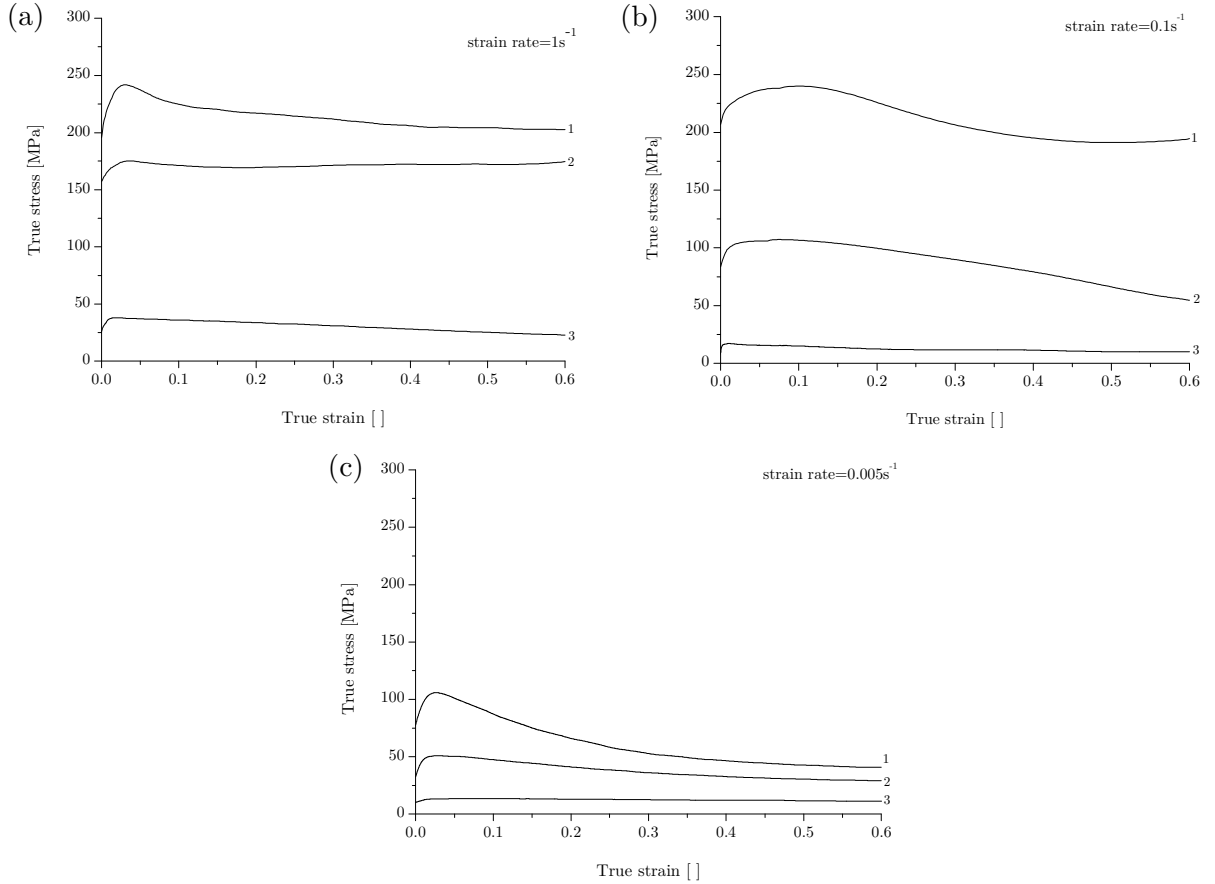 (a)
strain rate=1s⁻¹
300
250
200
150
100
50
0
True stress [MPa]
1
2
3
0.0 0.1 0.2 0.3 0.4 0.5 0.6
True strain [ ]
(b)
strain rate=0.1s⁻¹
300
250
200
150
100
50
0
True stress [MPa]
1
2
3
0.0 0.1 0.2 0.3 0.4 0.5 0.6
True strain [ ]
(c)
strain rate=0.005s⁻¹
300
250
200
150
100
50
0
True stress [MPa]
1
2
3
0.0 0.1 0.2 0.3 0.4 0.5 0.6
True strain [ ]